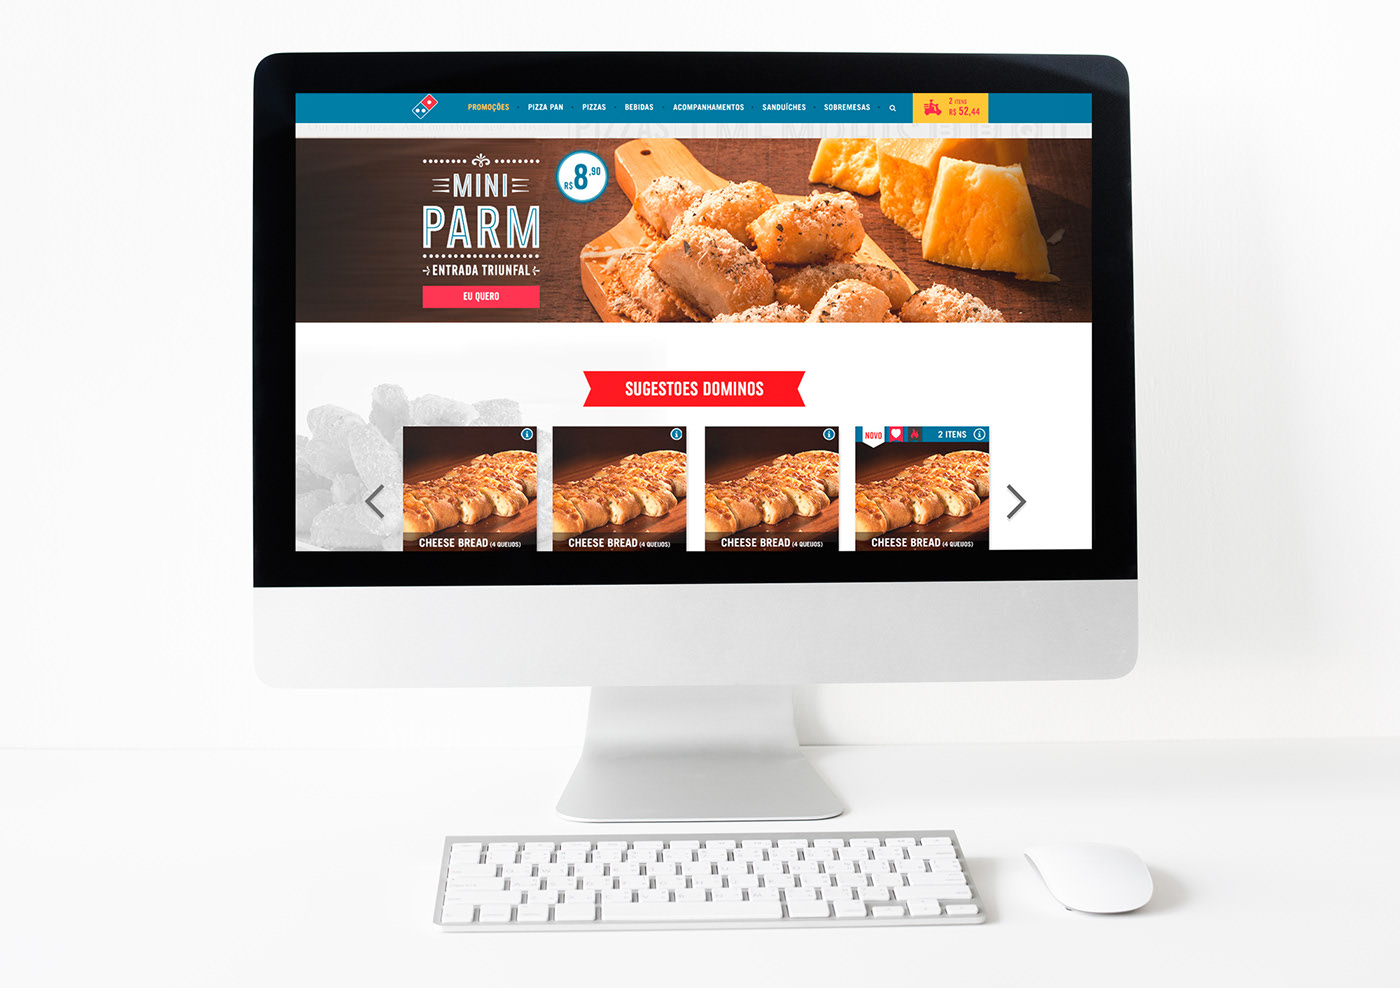 PROMOÇÕES · PIZZA PAN · PIZZAS · BEBIDAS · ACOMPANHAMENTOS · SANDUÍCHES · SOBREMESAS
2 ITENS
R$ 52,44
MINI
PARM
ENTRADA TRIUNFAL
EU QUERO
R$ 8,90
SUGESTOES DOMINOS
NOVO
2 ITENS
CHEESE BREAD (4 QUEIJOS)
CHEESE BREAD (4 QUEIJOS)
CHEESE BREAD (4 QUEIJOS)
CHEESE BREAD (4 QUEIJOS)